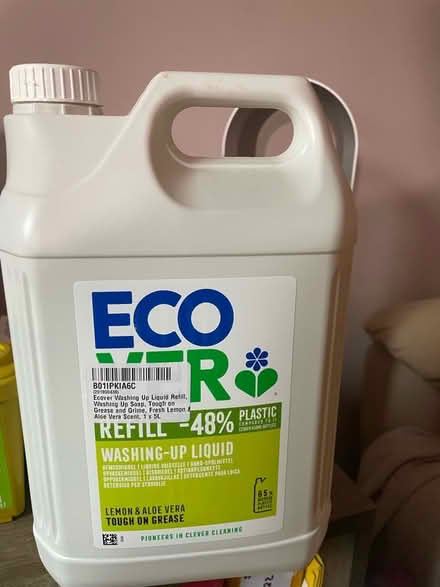 ECO
VER
B01IPKIA6C
Ecover Washing Up Liquid Refill,
Washing Up Soap, Tough on
Grease and Grime, Fresh Lemon
Aloe Vera Scent, 1 x 5L
REFILL -48% PLASTIC
WASHING-UP LIQUID
LEMON & ALOE VERA
TOUGH ON GREASE
PIONEERS IN CLEVER CLEANING